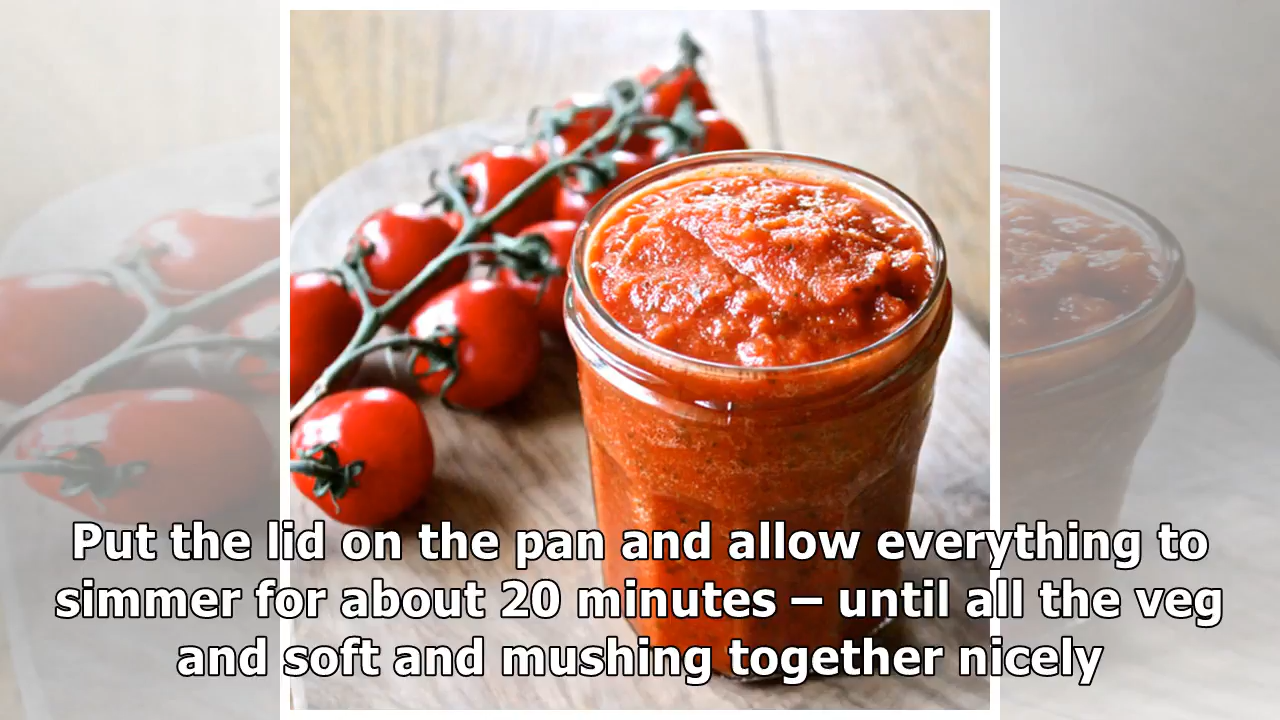 Put the lid on the pan and allow everything to
simmer for about 20 minutes – until all the veg
and soft and mushing together nicely